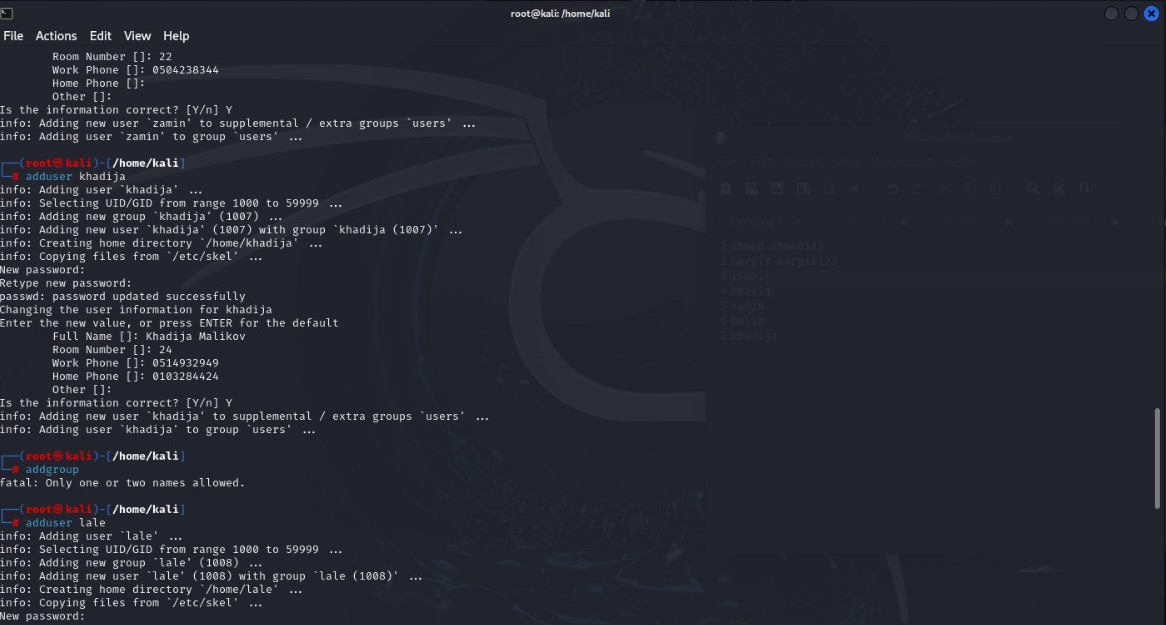 root@kali: /home/kali
File Actions Edit View Help
Room Number []: 22
Work Phone []: 0504238344
Home Phone []:
Other []:
Is the information correct? [Y/n] Y
info: Adding new user `zamin' to supplemental / extra groups `users' ...
info: Adding user `zamin' to group `users' ...
┌──(root㉿kali)-[/home/kali]
└─# adduser khadija
info: Adding user `khadija' ...
info: Selecting UID/GID from range 1000 to 59999 ...
info: Adding new group `khadija' (1007) ...
info: Adding new user `khadija' (1007) with group `khadija (1007)' ...
info: Creating home directory `/home/khadija' ...
info: Copying files from `/etc/skel' ...
New password:
Retype new password:
passwd: password updated successfully
Changing the user information for khadija
Enter the new value, or press ENTER for the default
Full Name []: Khadija Malikov
Room Number []: 24
Work Phone []: 0514932949
Home Phone []: 0103284424
Other []:
Is the information correct? [Y/n] Y
info: Adding new user `khadija' to supplemental / extra groups `users' ...
info: Adding user `khadija' to group `users' ...
┌──(root㉿kali)-[/home/kali]
└─# addgroup
fatal: Only one or two names allowed.
┌──(root㉿kali)-[/home/kali]
└─# adduser lale
info: Adding user `lale' ...
info: Selecting UID/GID from range 1000 to 59999 ...
info: Adding new group `lale' (1008) ...
info: Adding new user `lale' (1008) with group `lale (1008)' ...
info: Creating home directory `/home/lale' ...
info: Copying files from `/etc/skel' ...
New password:
1 ahmad-ahmad123
2 nargiz-nargiz123
3 ismail
5 zamin
6 malik
7 khadija